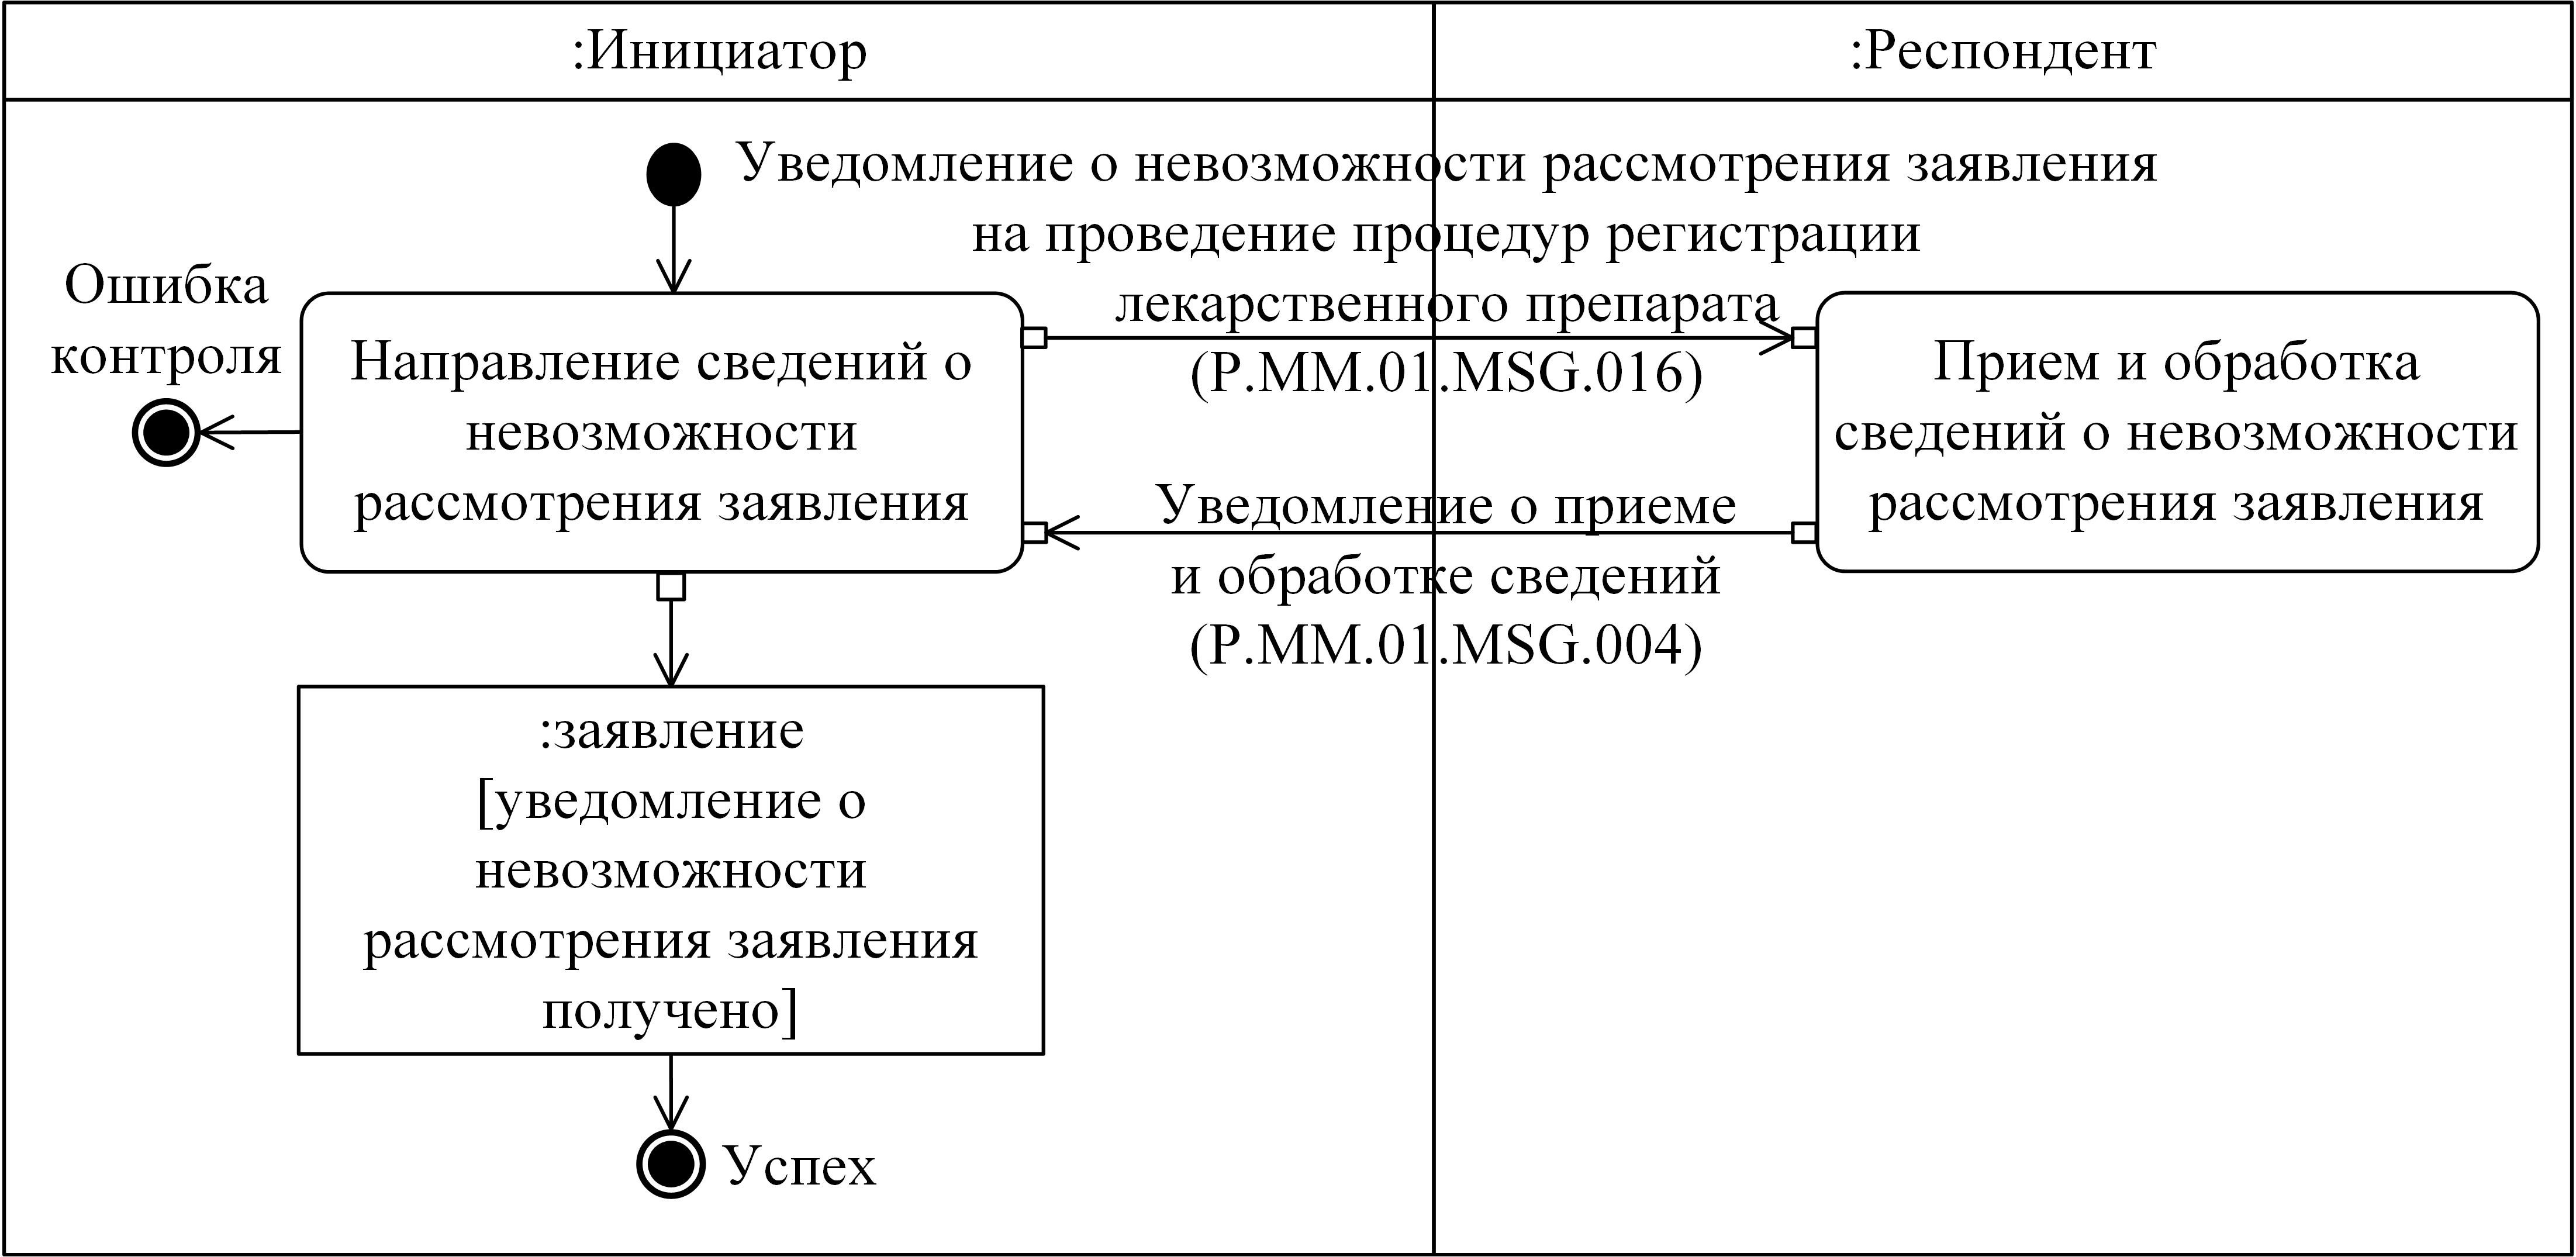 :Инициатор
:Респондент
Уведомление о невозможности рассмотрения заявления
на проведение процедур регистрации
лекарственного препарата
(P.MM.01.MSG.016)
Ошибка
контроля
Направление сведений о
невозможности
рассмотрения заявления
Прием и обработка
сведений о невозможности
рассмотрения заявления
Уведомление о приеме
и обработке сведений
(P.MM.01.MSG.004)
:заявление
[уведомление о
невозможности
рассмотрения заявления
получено]
Успех